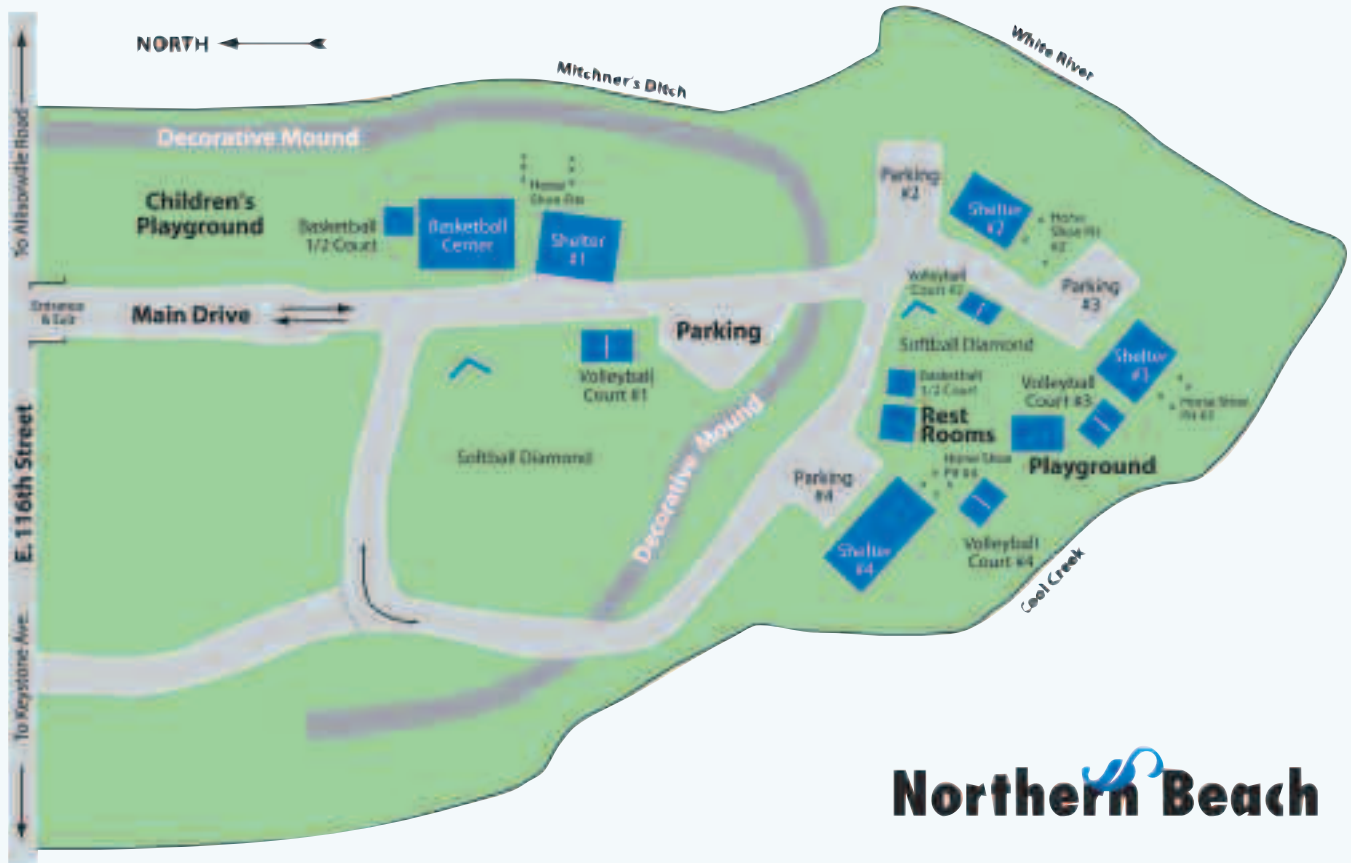 NORTH
White River
Mitchner's Ditch
To Allisonville Road
Decorative Mound
Children's
Playground
Basketball
1/2 Court
Basketball
Center
Horse
Shoe Pits
Shelter
#1
Parking
#2
Shelter
#2
Horse
Shoe Pit
#2
Entrance
& Exit
Main Drive
Parking
Volleyball
Court #1
Softball Diamond
Decorative Mound
Volleyball
Court #2
Parking
#3
Softball Diamond
Shelter
#3
Basketball
1/2 Court
Volleyball
Court #3
Horse Shoe
Pit #3
Rest
Rooms
Playground
Horse Shoe
Pit #4
Parking
#4
Shelter
#4
Volleyball
Court #4
Cool Creek
E. 116th Street
To Keystone Ave.
Northern Beach